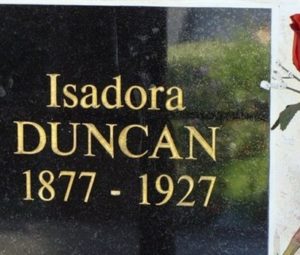 Isadora
DUNCAN
1877 - 1927